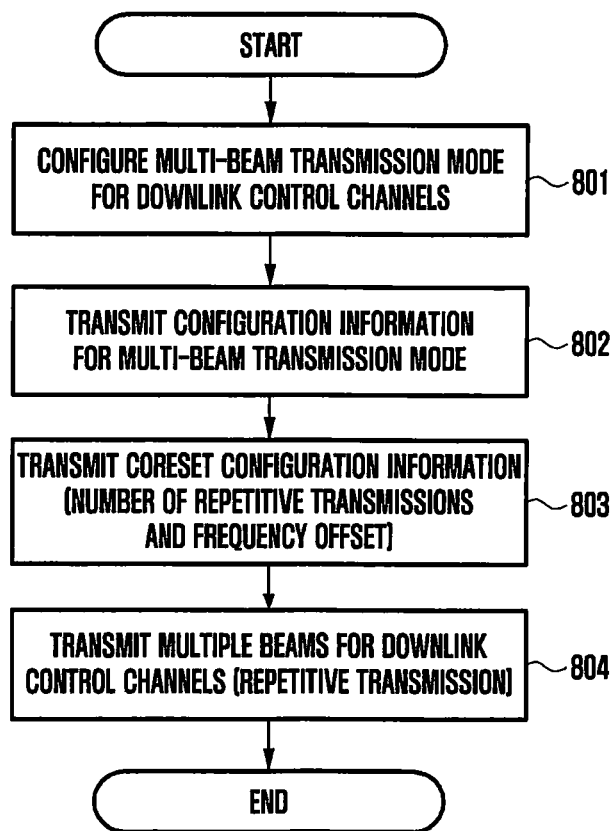 START
CONFIGURE MULTI-BEAM TRANSMISSION MODE
FOR DOWNLINK CONTROL CHANNELS
801
TRANSMIT CONFIGURATION INFORMATION
FOR MULTI-BEAM TRANSMISSION MODE
802
TRANSMIT CORESET CONFIGURATION INFORMATION
(NUMBER OF REPETITIVE TRANSMISSIONS
AND FREQUENCY OFFSET)
803
TRANSMIT MULTIPLE BEAMS FOR DOWNLINK
CONTROL CHANNELS (REPETITIVE TRANSMISSION)
804
END